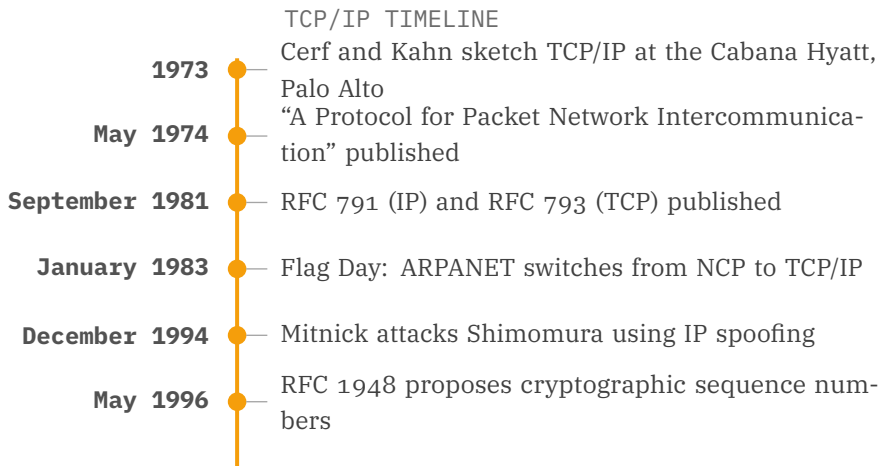 TCP/IP TIMELINE
1973
Cerf and Kahn sketch TCP/IP at the Cabana Hyatt,
Palo Alto
May 1974
“A Protocol for Packet Network Intercommunica-
tion” published
September 1981
RFC 791 (IP) and RFC 793 (TCP) published
January 1983
Flag Day: ARPANET switches from NCP to TCP/IP
December 1994
Mitnick attacks Shimomura using IP spoofing
May 1996
RFC 1948 proposes cryptographic sequence num-
bers